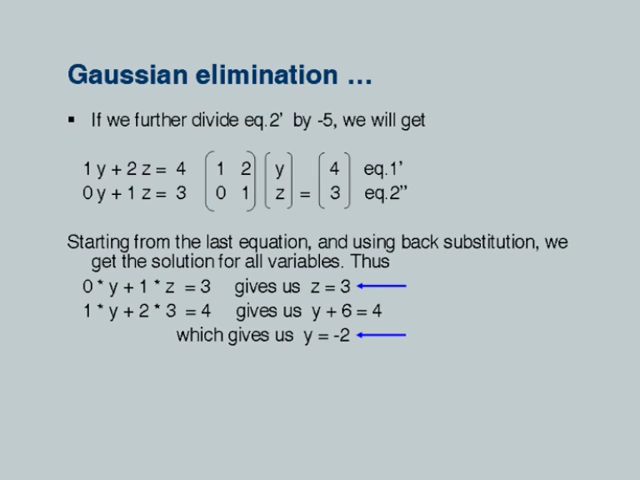 Gaussian elimination …
▪ If we further divide eq.2’ by -5, we will get
1 y + 2 z = 4 ( 1 2 ) ( y ) ( 4 ) eq.1’
0 y + 1 z = 3 ( 0 1 ) ( z ) = ( 3 ) eq.2”
Starting from the last equation, and using back substitution, we
get the solution for all variables. Thus
0 * y + 1 * z = 3 gives us z = 3
1 * y + 2 * 3 = 4 gives us y + 6 = 4
which gives us y = -2